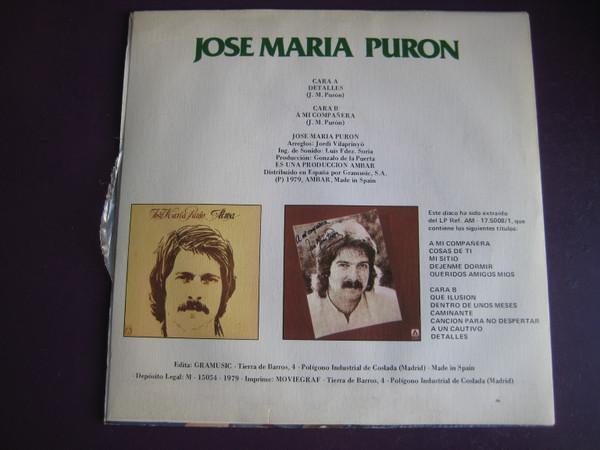 JOSE MARIA PURON
CARA A
DETALLES
(J. M. Purón)
CARA B
A MI COMPAÑERA
(J. M. Purón)
JOSE MARIA PURON
Arreglos: Jordi Vilaprinyó
Ing. de Sonido: Luis Fdez. Soria
Producción: Gonzalo de la Puerta
ES UNA PRODUCCION AMBAR
Distribuido en España por Gramusic, S.A.
(P) 1979, AMBAR, Made in Spain
Este disco ha sido extraído
del LP Ref. AM - 17.5008/1, que
contiene los siguientes títulos:
A MI COMPAÑERA
COSAS DE TI
MI SITIO
DEJENME DORMIR
QUERIDOS AMIGOS MIOS
CARA B
QUE ILUSION
DENTRO DE UNOS MESES
CAMINANTE
CANCION PARA NO DESPERTAR
A UN CAUTIVO
DETALLES
Edita: GRAMUSIC - Tierra de Barros, 4 - Polígono Industrial de Coslada (Madrid) - Made in Spain
Depósito Legal: M - 15054 - 1979 - Imprime: MOVIEGRAF - Tierra de Barros, 4 - Polígono Industrial de Coslada (Madrid)